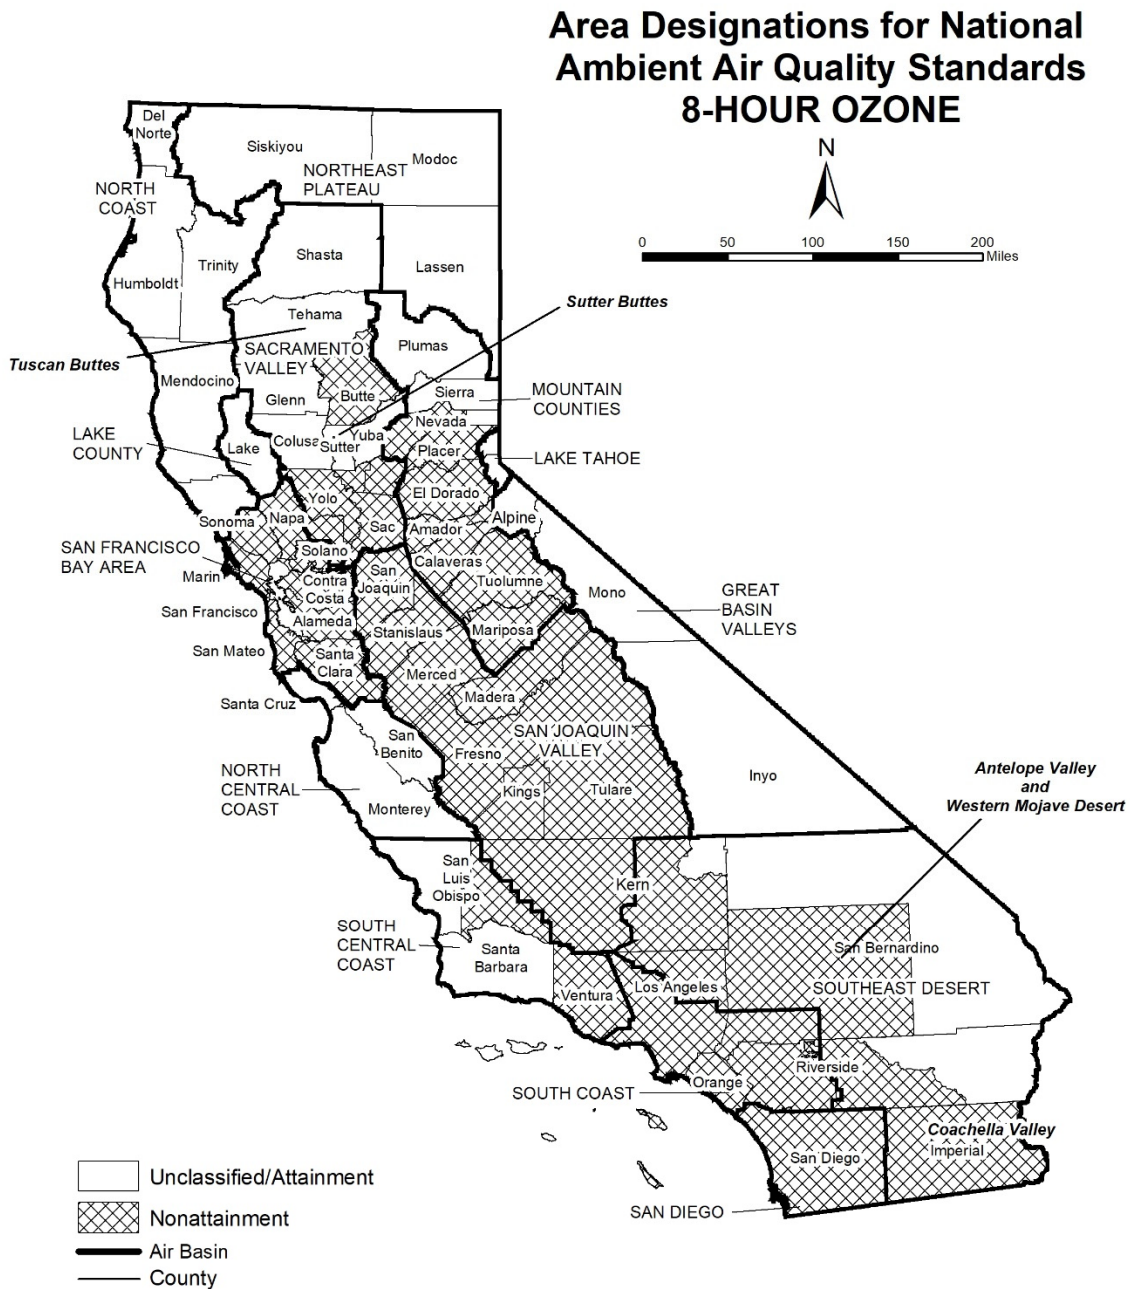 Area Designations for National
Ambient Air Quality Standards
8-HOUR OZONE
N
0 50 100 150 200
Miles
Del
Norte
Siskiyou
Modoc
NORTHEAST
PLATEAU
NORTH
COAST
Shasta
Trinity
Lassen
Humboldt
Sutter Buttes
Tehama
Tuscan Buttes
SACRAMENTO
VALLEY
Plumas
Mendocino
Butte
Sierra
MOUNTAIN
COUNTIES
Glenn
Nevada
LAKE
COUNTY
Lake
Colusa
Sutter
Yuba
Placer
LAKE TAHOE
El Dorado
Yolo
Sonoma
Napa
Sac
Amador
Alpine
SAN FRANCISCO
BAY AREA
Solano
Calaveras
Marin
Contra
Costa
San
Joaquin
Tuolumne
Mono
GREAT
BASIN
VALLEYS
San Francisco
Alameda
Stanislaus
Mariposa
San Mateo
Santa
Clara
Merced
Madera
Santa Cruz
San
Benito
Fresno
SAN JOAQUIN
VALLEY
NORTH
CENTRAL
COAST
Monterey
Kings
Tulare
Inyo
Antelope Valley
and
Western Mojave Desert
San
Luis
Obispo
Kern
SOUTH
CENTRAL
COAST
Santa
Barbara
San Bernardino
Ventura
Los Angeles
SOUTHEAST DESERT
SOUTH COAST
Orange
Riverside
Coachella Valley
Imperial
San Diego
SAN DIEGO
Unclassified/Attainment
Nonattainment
Air Basin
County